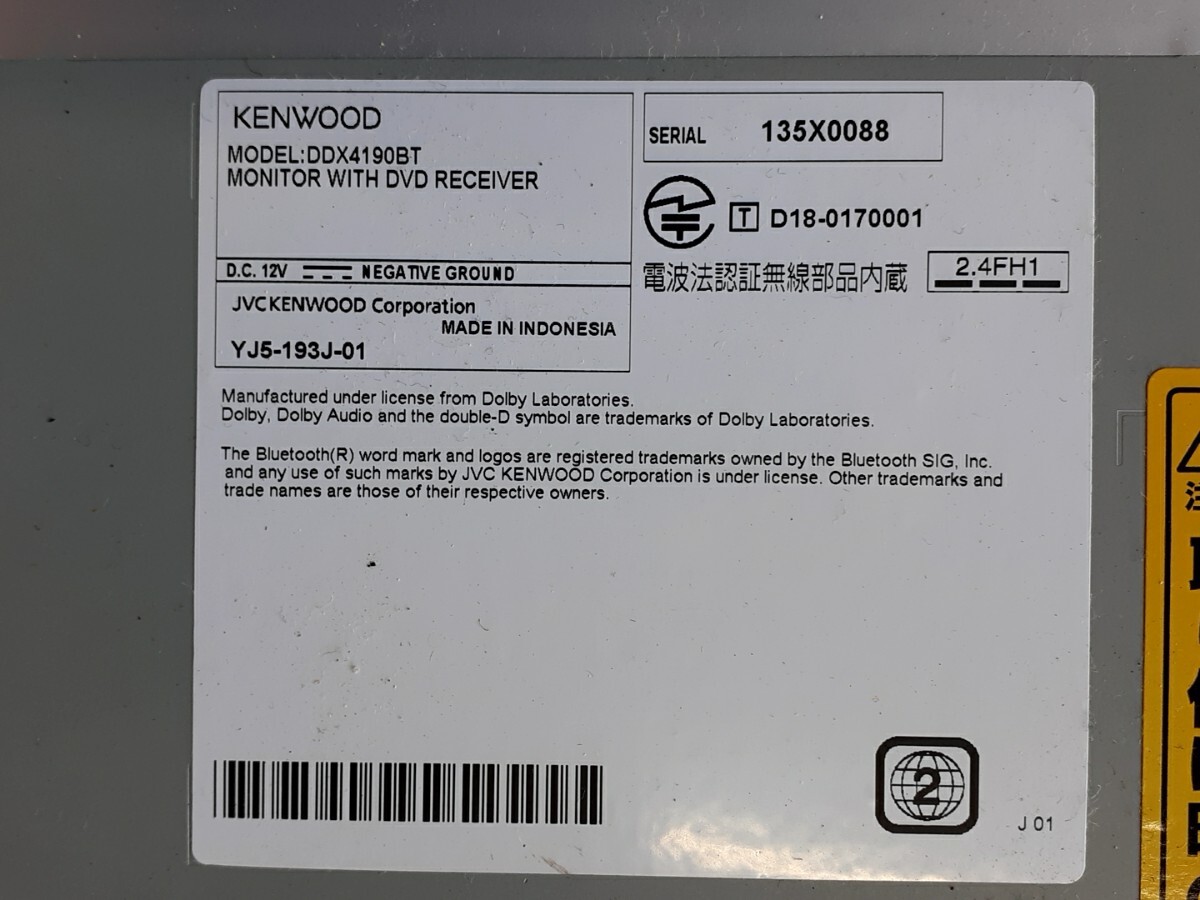 KENWOOD
MODEL:DDX4190BT
MONITOR WITH DVD RECEIVER
D.C. 12V NEGATIVE GROUND
JVCKENWOOD Corporation
MADE IN INDONESIA
YJ5-193J-01
SERIAL 135X0088
T D18-0170001
電波法認証無線部品内蔵 2.4FH1
Manufactured under license from Dolby Laboratories.
Dolby, Dolby Audio and the double-D symbol are trademarks of Dolby Laboratories.
The Bluetooth(R) word mark and logos are registered trademarks owned by the Bluetooth SIG, Inc.
and any use of such marks by JVC KENWOOD Corporation is under license. Other trademarks and
trade names are those of their respective owners.
2
J 01